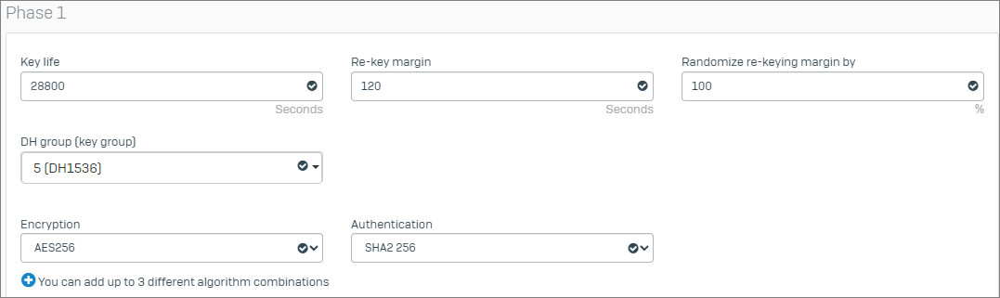 Phase 1
Key life
Re-key margin
Randomize re-keying margin by
28800
120
100
Seconds
Seconds
%
DH group (key group)
5 (DH1536)
Encryption
Authentication
AES256
SHA2 256
You can add up to 3 different algorithm combinations